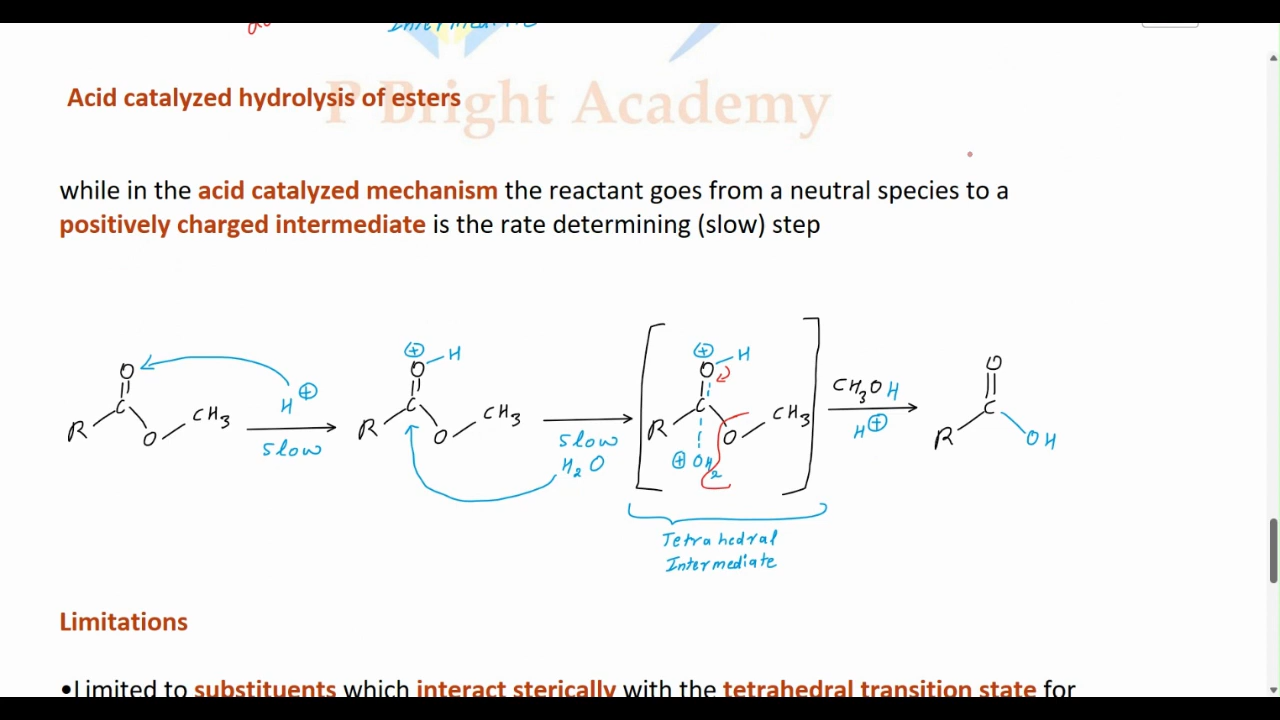 Intermediate
P Bright Academy
Acid catalyzed hydrolysis of esters
while in the acid catalyzed mechanism the reactant goes from a neutral species to a
positively charged intermediate is the rate determining (slow) step
O
H ⊕
R C O CH3
slow
⊕ H
O
R C O CH3
slow
H2O
⊕ H
O
R C O CH3
⊕ OH2
Tetrahedral
Intermediate
CH3OH
H⊕
O
R C OH
Limitations
•Limited to substituents which interact sterically with the tetrahedral transition state for